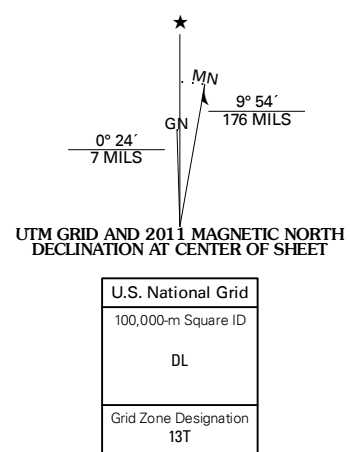 MN
9° 54´
176 MILS
GN
0° 24´
7 MILS
UTM GRID AND 2011 MAGNETIC NORTH
DECLINATION AT CENTER OF SHEET
U.S. National Grid
100,000-m Square ID
DL
Grid Zone Designation
13T